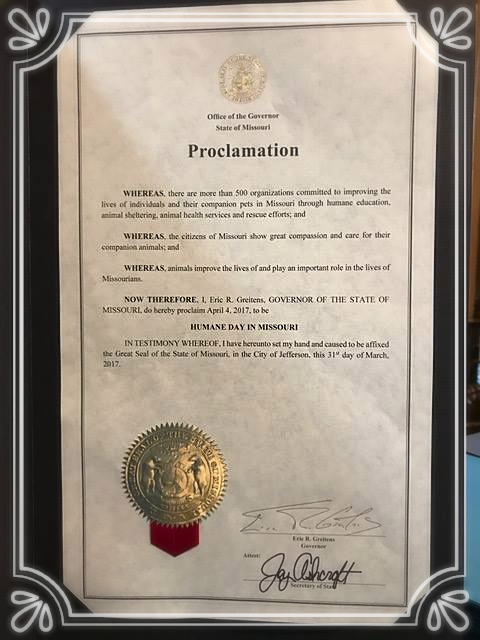 Office of the Governor
State of Missouri
Proclamation
WHEREAS, there are more than 500 organizations committed to improving the
lives of individuals and their companion pets in Missouri through humane education,
animal sheltering, animal health services and rescue efforts; and
WHEREAS, the citizens of Missouri show great compassion and care for their
companion animals; and
WHEREAS, animals improve the lives of and play an important role in the lives of
Missourians.
NOW THEREFORE, I, Eric R. Greitens, GOVERNOR OF THE STATE OF
MISSOURI, do hereby proclaim April 4, 2017, to be
HUMANE DAY IN MISSOURI
IN TESTIMONY WHEREOF, I have hereunto set my hand and caused to be affixed
the Great Seal of the State of Missouri, in the City of Jefferson, this 31st day of March,
2017.
Eric R. Greitens
Governor
Attest:
Jay Ashcroft
Secretary of State